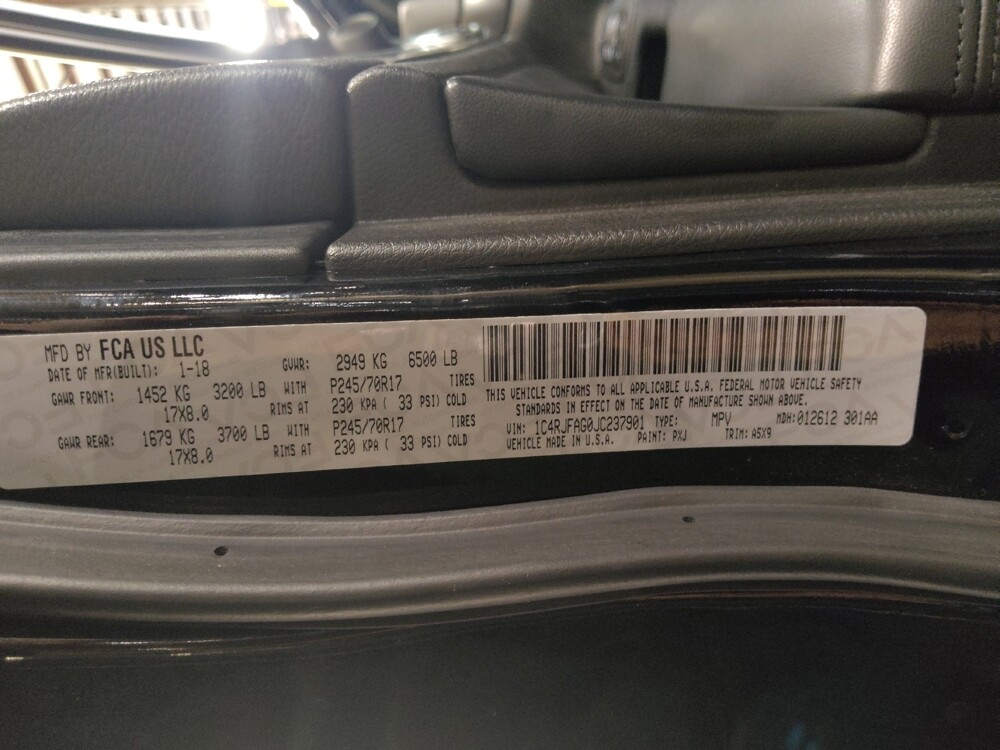 MFD BY FCA US LLC
DATE OF MFR(BUILT): 1-18
GVWR: 2949 KG 6500 LB
GAWR FRONT: 1452 KG 3200 LB WITH P245/70R17 TIRES
17X8.0 RIMS AT 230 KPA ( 33 PSI) COLD
GAWR REAR: 1679 KG 3700 LB WITH P245/70R17 TIRES
17X8.0 RIMS AT 230 KPA ( 33 PSI) COLD
THIS VEHICLE CONFORMS TO ALL APPLICABLE U.S.A. FEDERAL MOTOR VEHICLE SAFETY
STANDARDS IN EFFECT ON THE DATE OF MANUFACTURE SHOWN ABOVE.
VIN: 1C4RJFAG0JC237901 TYPE: MPV MDH: 012612 301AA
VEHICLE MADE IN U.S.A. PAINT: PXJ TRIM: A5X9